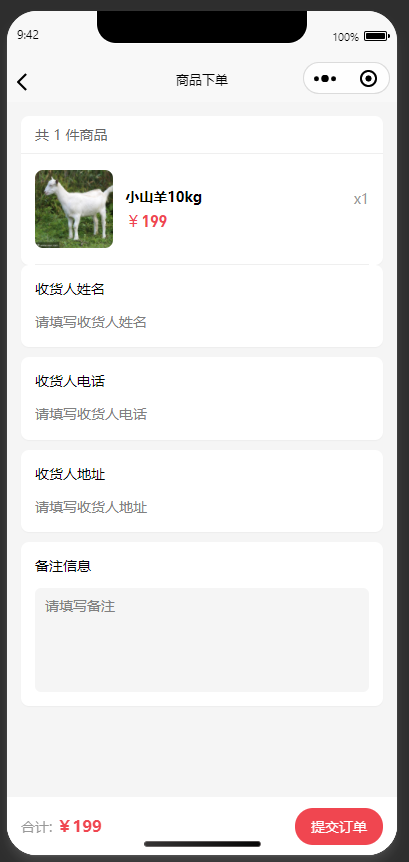 9:42
100%
商品下单
共 1 件商品
小山羊10kg
x1
￥199
收货人姓名
请填写收货人姓名
收货人电话
请填写收货人电话
收货人地址
请填写收货人地址
备注信息
请填写备注
合计: ￥199
提交订单